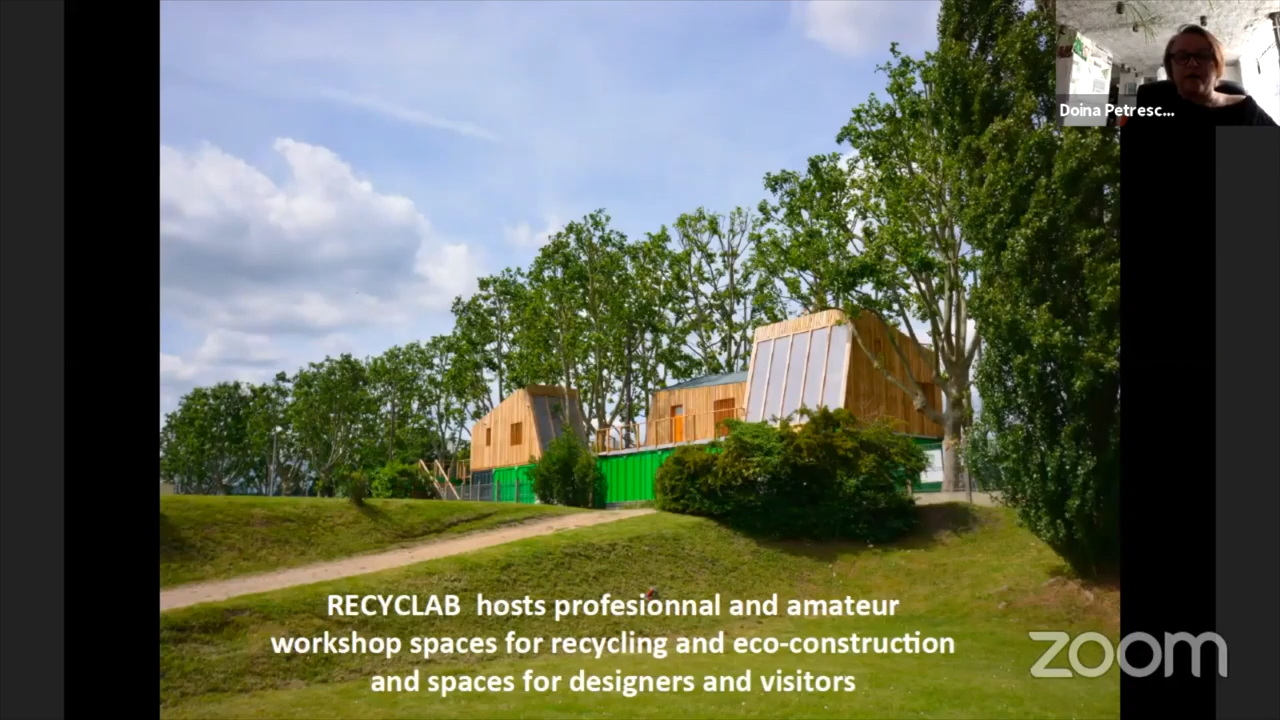 Doina Petresc...
RECYCLAB hosts profesionnal and amateur
workshop spaces for recycling and eco-construction
and spaces for designers and visitors
zoom